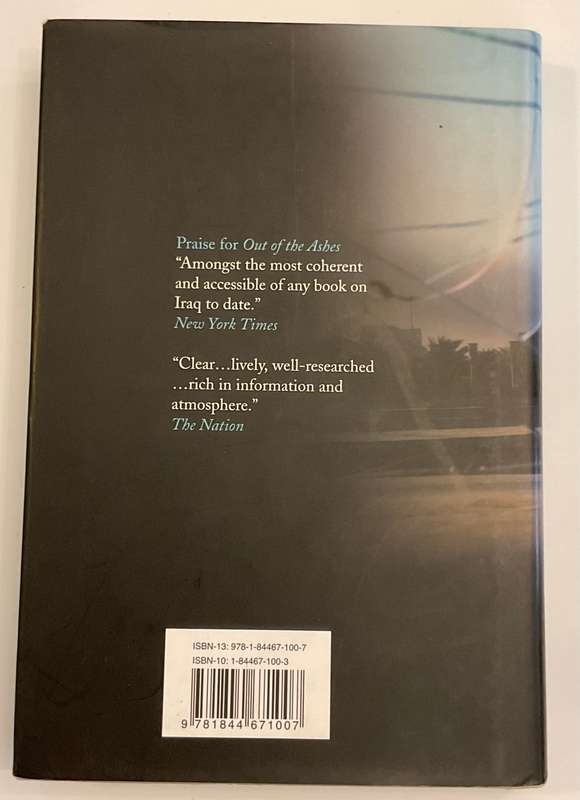 Praise for Out of the Ashes
“Amongst the most coherent
and accessible of any book on
Iraq to date.”
New York Times
“Clear…lively, well-researched
…rich in information and
atmosphere.”
The Nation
ISBN-13: 978-1-84467-100-7
ISBN-10: 1-84467-100-3
9 781844 671007